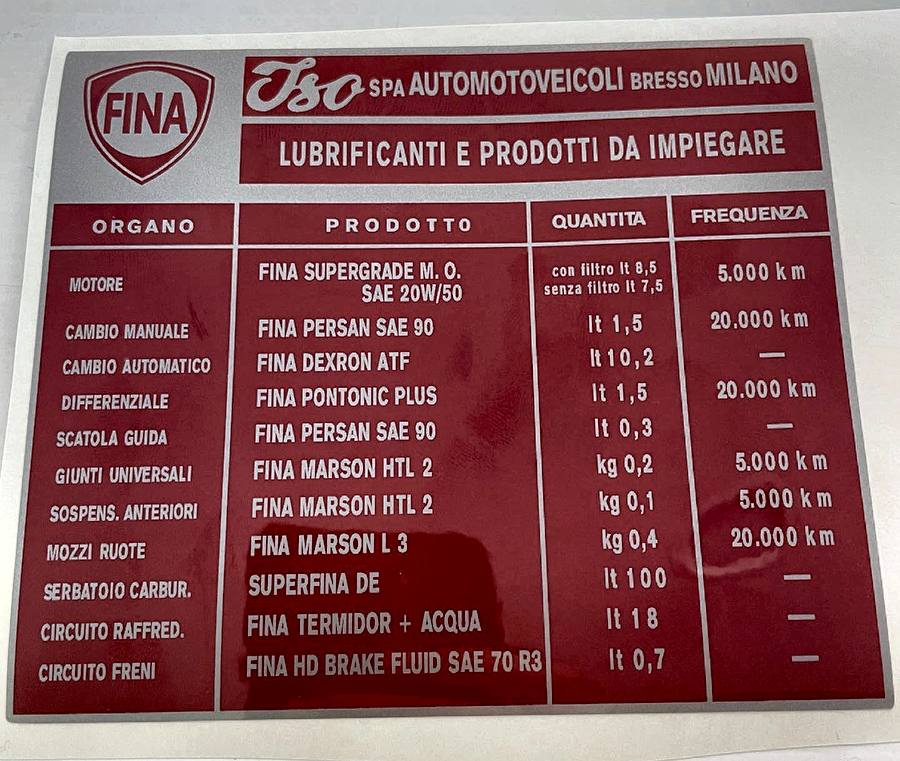 FINA
Iso SPA AUTOMOTOVEICOLI BRESSO MILANO
LUBRIFICANTI E PRODOTTI DA IMPIEGARE
ORGANO PRODOTTO QUANTITA FREQUENZA
MOTORE FINA SUPERGRADE M. O. SAE 20W/50 con filtro lt 8,5 senza filtro lt 7,5 5.000 km
CAMBIO MANUALE FINA PERSAN SAE 90 lt 1,5 20.000 km
CAMBIO AUTOMATICO FINA DEXRON ATF lt 10,2 —
DIFFERENZIALE FINA PONTONIC PLUS lt 1,5 20.000 km
SCATOLA GUIDA FINA PERSAN SAE 90 lt 0,3 —
GIUNTI UNIVERSALI FINA MARSON HTL 2 kg 0,2 5.000 km
SOSPENS. ANTERIORI FINA MARSON HTL 2 kg 0,1 5.000 km
MOZZI RUOTE FINA MARSON L 3 kg 0,4 20.000 km
SERBATOIO CARBUR. SUPERFINA DE lt 100 —
CIRCUITO RAFFRED. FINA TERMIDOR + ACQUA lt 18 —
CIRCUITO FRENI FINA HD BRAKE FLUID SAE 70 R3 lt 0,7 —